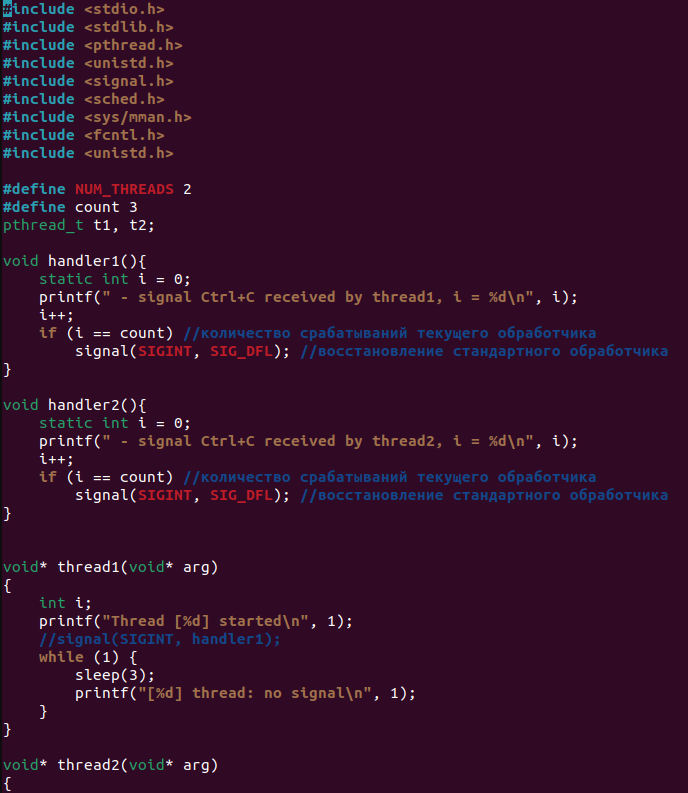 #include <stdio.h>
#include <stdlib.h>
#include <pthread.h>
#include <unistd.h>
#include <signal.h>
#include <sched.h>
#include <sys/mman.h>
#include <fcntl.h>
#include <unistd.h>

#define NUM_THREADS 2
#define count 3
pthread_t t1, t2;

void handler1(){
    static int i = 0;
    printf(" - signal Ctrl+C received by thread1, i = %d\n", i);
    i++;
    if (i == count) //количество срабатываний текущего обработчика
        signal(SIGINT, SIG_DFL); //восстановление стандартного обработчика
}

void handler2(){
    static int i = 0;
    printf(" - signal Ctrl+C received by thread2, i = %d\n", i);
    i++;
    if (i == count) //количество срабатываний текущего обработчика
        signal(SIGINT, SIG_DFL); //восстановление стандартного обработчика
}


void* thread1(void* arg)
{
    int i;
    printf("Thread [%d] started\n", 1);
    //signal(SIGINT, handler1);
    while (1) {
        sleep(3);
        printf("[%d] thread: no signal\n", 1);
    }
}

void* thread2(void* arg)
{